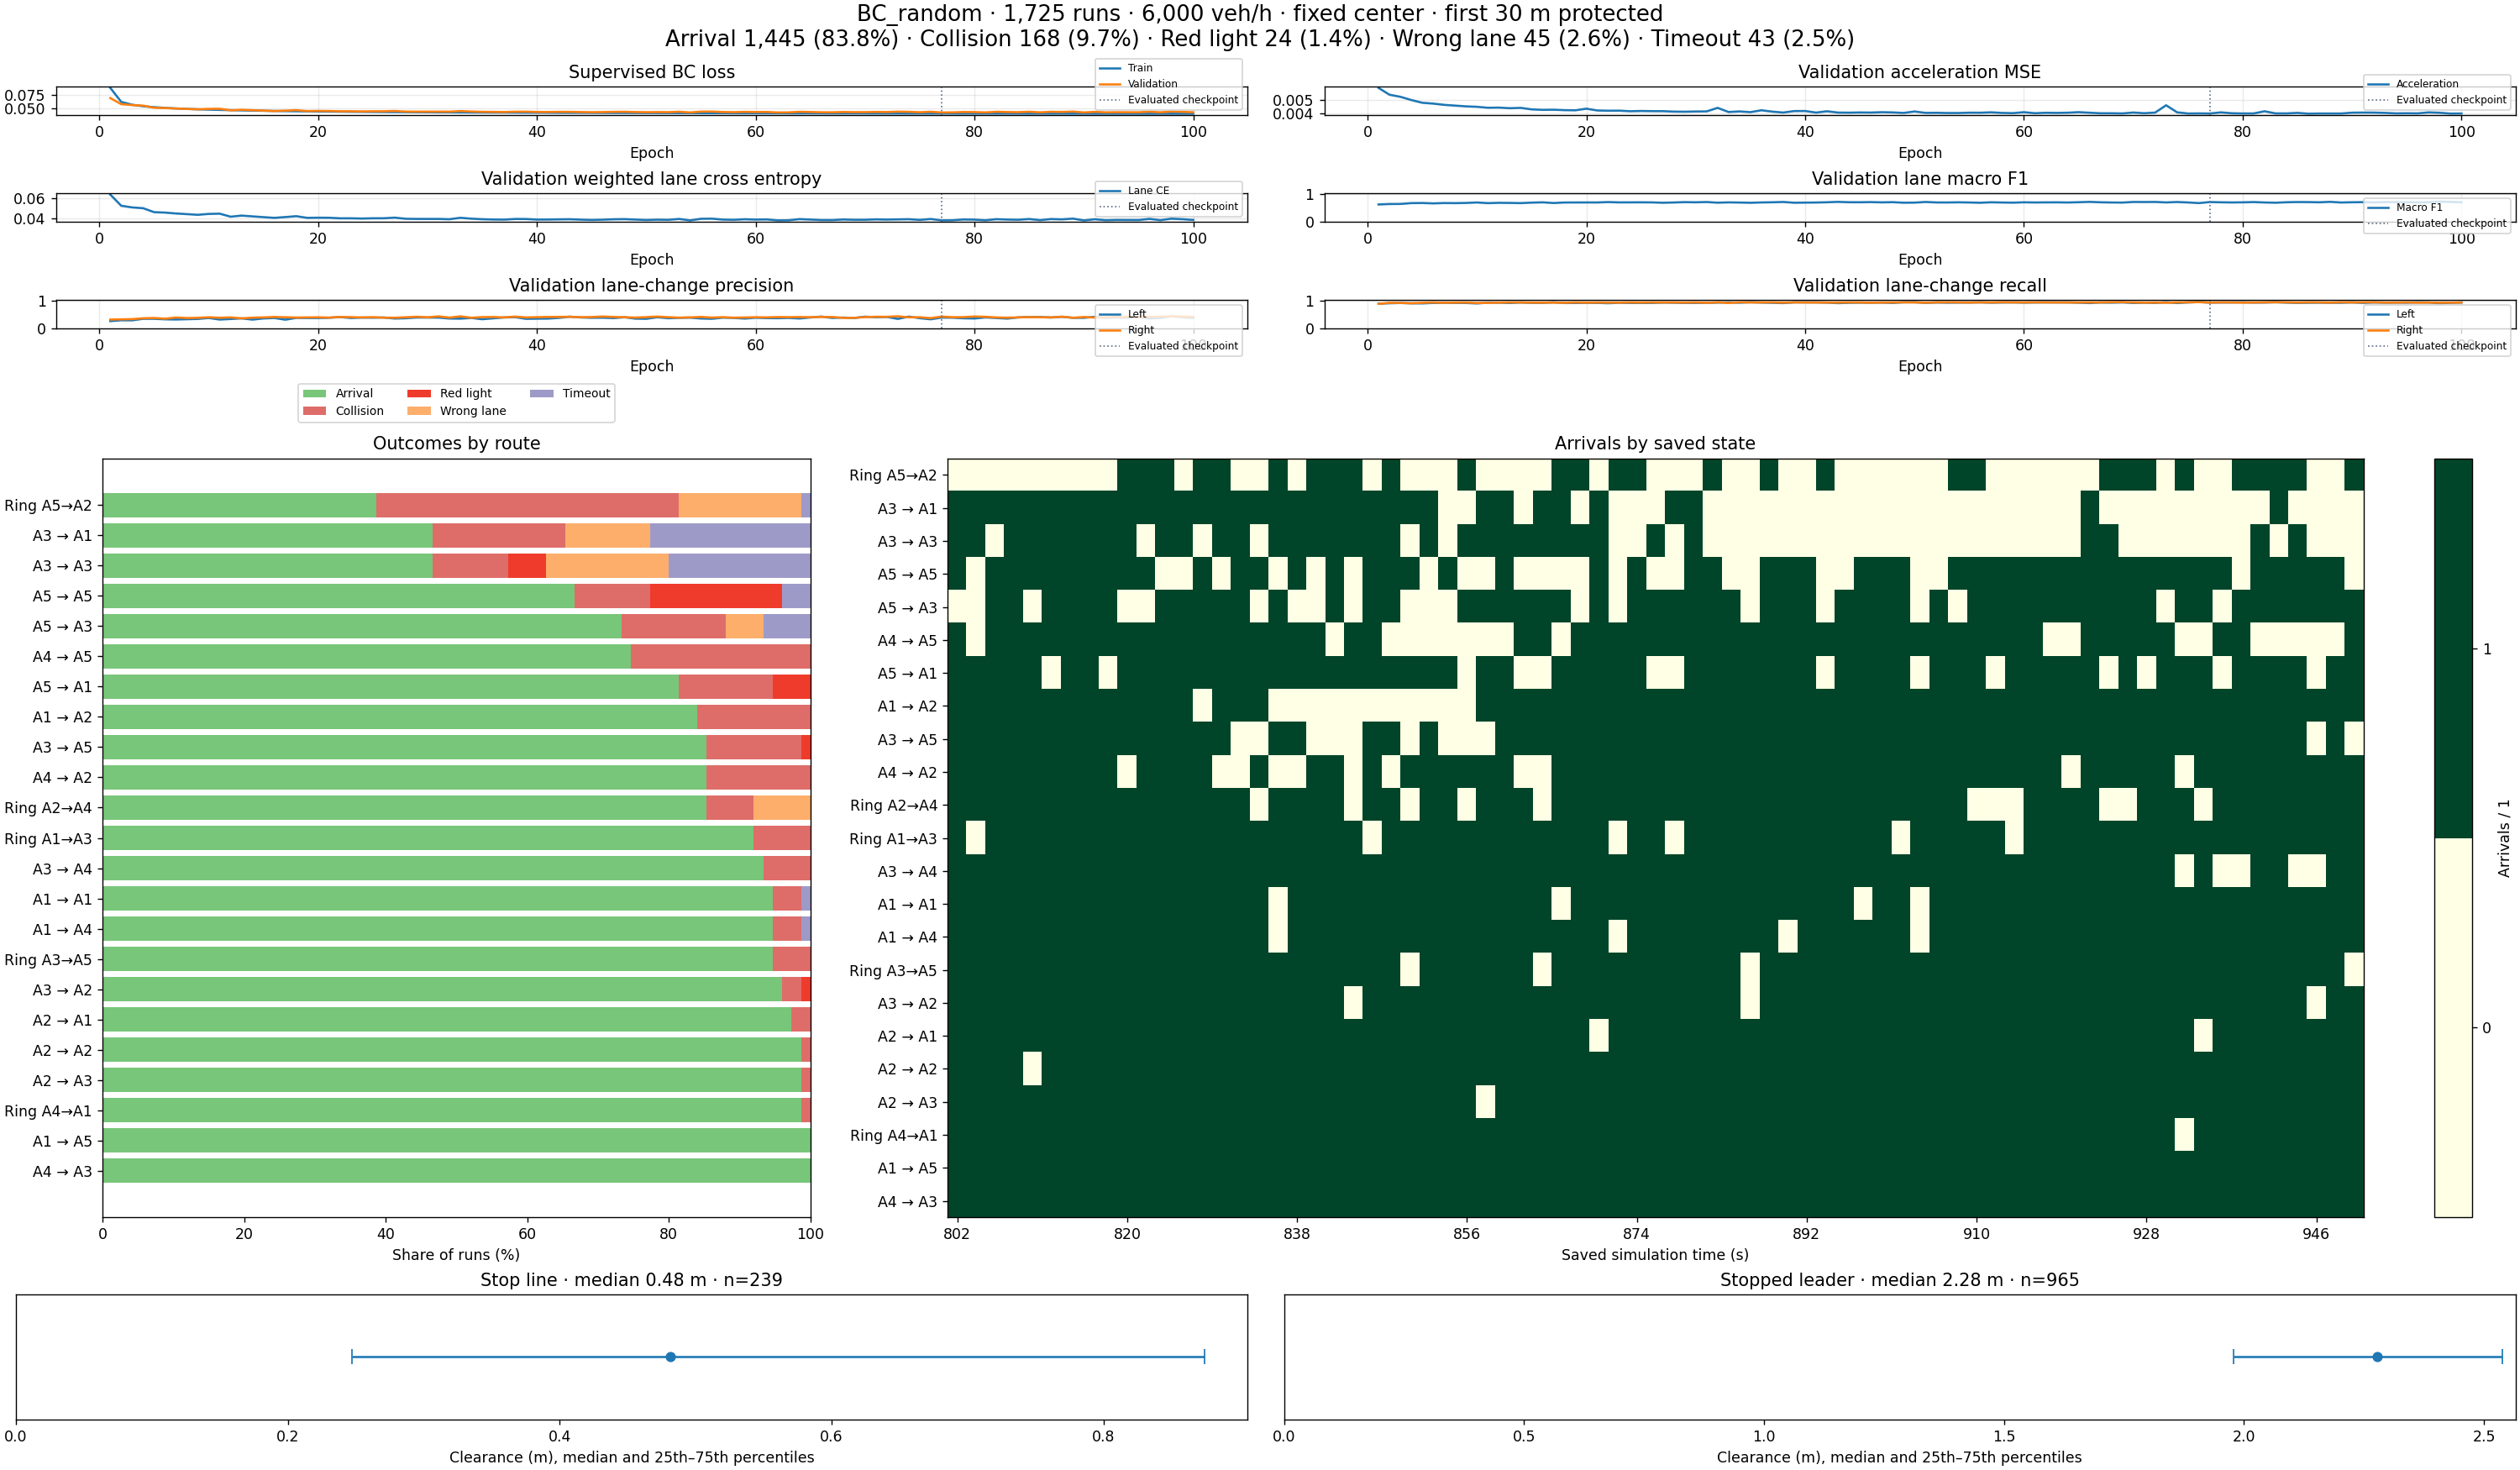 BC_random · 1,725 runs · 6,000 veh/h · fixed center · first 30 m protected
Arrival 1,445 (83.8%) · Collision 168 (9.7%) · Red light 24 (1.4%) · Wrong lane 45 (2.6%) · Timeout 43 (2.5%)
Supervised BC loss
Train
Validation
Evaluated checkpoint
0.075
0.050
0 20 40 60 80 100
Epoch
Validation acceleration MSE
Acceleration
Evaluated checkpoint
0.005
0.004
0 20 40 60 80 100
Epoch
Validation weighted lane cross entropy
Lane CE
Evaluated checkpoint
0.06
0.04
0 20 40 60 80 100
Epoch
Validation lane macro F1
Macro F1
Evaluated checkpoint
1
0
0 20 40 60 80 100
Epoch
Validation lane-change precision
Left
Right
Evaluated checkpoint
1
0
0 20 40 60 80 100
Epoch
Validation lane-change recall
Left
Right
Evaluated checkpoint
1
0
0 20 40 60 80 100
Epoch
Arrival Red light Timeout
Collision Wrong lane
Outcomes by route
Ring A5→A2
A3 → A1
A3 → A3
A5 → A5
A5 → A3
A4 → A5
A5 → A1
A1 → A2
A3 → A5
A4 → A2
Ring A2→A4
Ring A1→A3
A3 → A4
A1 → A1
A1 → A4
Ring A3→A5
A3 → A2
A2 → A1
A2 → A2
A2 → A3
Ring A4→A1
A1 → A5
A4 → A3
0 20 40 60 80 100
Share of runs (%)
Arrivals by saved state
Ring A5→A2
A3 → A1
A3 → A3
A5 → A5
A5 → A3
A4 → A5
A5 → A1
A1 → A2
A3 → A5
A4 → A2
Ring A2→A4
Ring A1→A3
A3 → A4
A1 → A1
A1 → A4
Ring A3→A5
A3 → A2
A2 → A1
A2 → A2
A2 → A3
Ring A4→A1
A1 → A5
A4 → A3
802 820 838 856 874 892 910 928 946
Saved simulation time (s)
1
0
Arrivals / 1
Stop line · median 0.48 m · n=239
0.0 0.2 0.4 0.6 0.8
Clearance (m), median and 25th–75th percentiles
Stopped leader · median 2.28 m · n=965
0.0 0.5 1.0 1.5 2.0 2.5
Clearance (m), median and 25th–75th percentiles